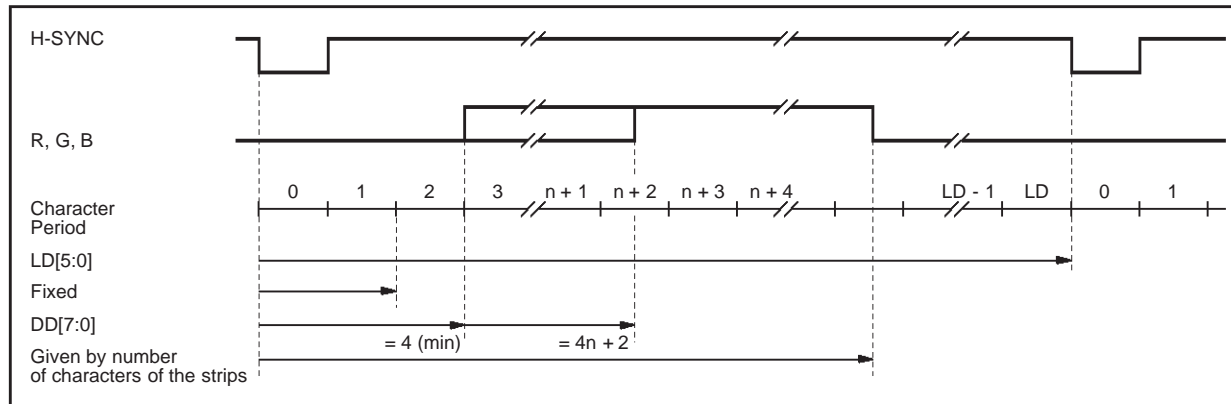 H-SYNC
R, G, B
0 1 2 3 n + 1 n + 2 n + 3 n + 4 LD - 1 LD 0 1
Character
Period
LD[5:0]
Fixed
DD[7:0]
= 4 (min) = 4n + 2
Given by number
of characters of the strips